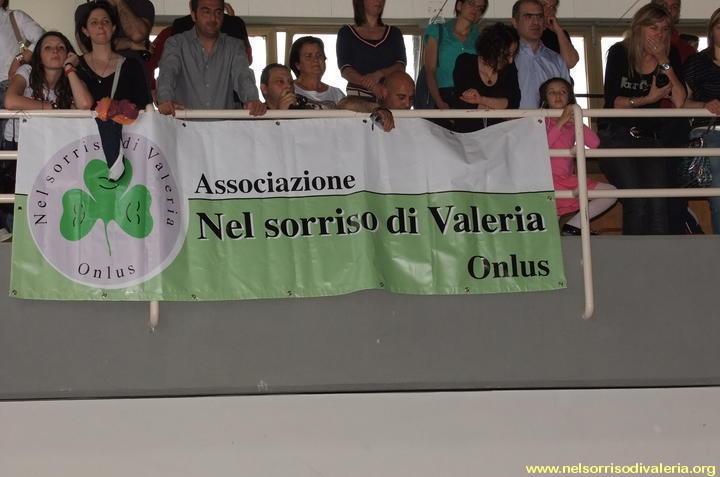 Nel sorriso di Valeria
Onlus
Associazione
Nel sorriso di Valeria
Onlus
www.nelsorrisodivaleria.org